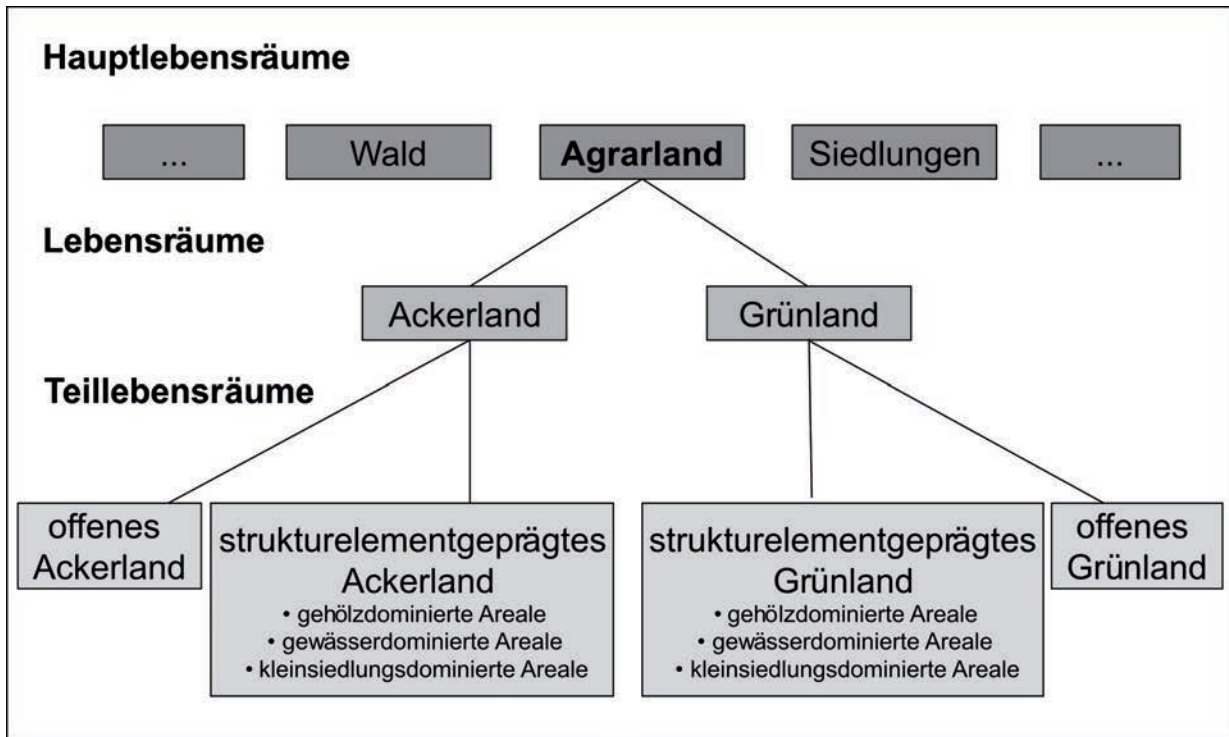 Hauptlebensräume
...
Wald
Agrarland
Siedlungen
...
Lebensräume
Ackerland
Grünland
Teillebensräume
offenes
Ackerland
strukturelementgeprägtes
Ackerland
• gehölzdominierte Areale
• gewässerdominierte Areale
• kleinsiedlungsdominierte Areale
strukturelementgeprägtes
Grünland
• gehölzdominierte Areale
• gewässerdominierte Areale
• kleinsiedlungsdominierte Areale
offenes
Grünland